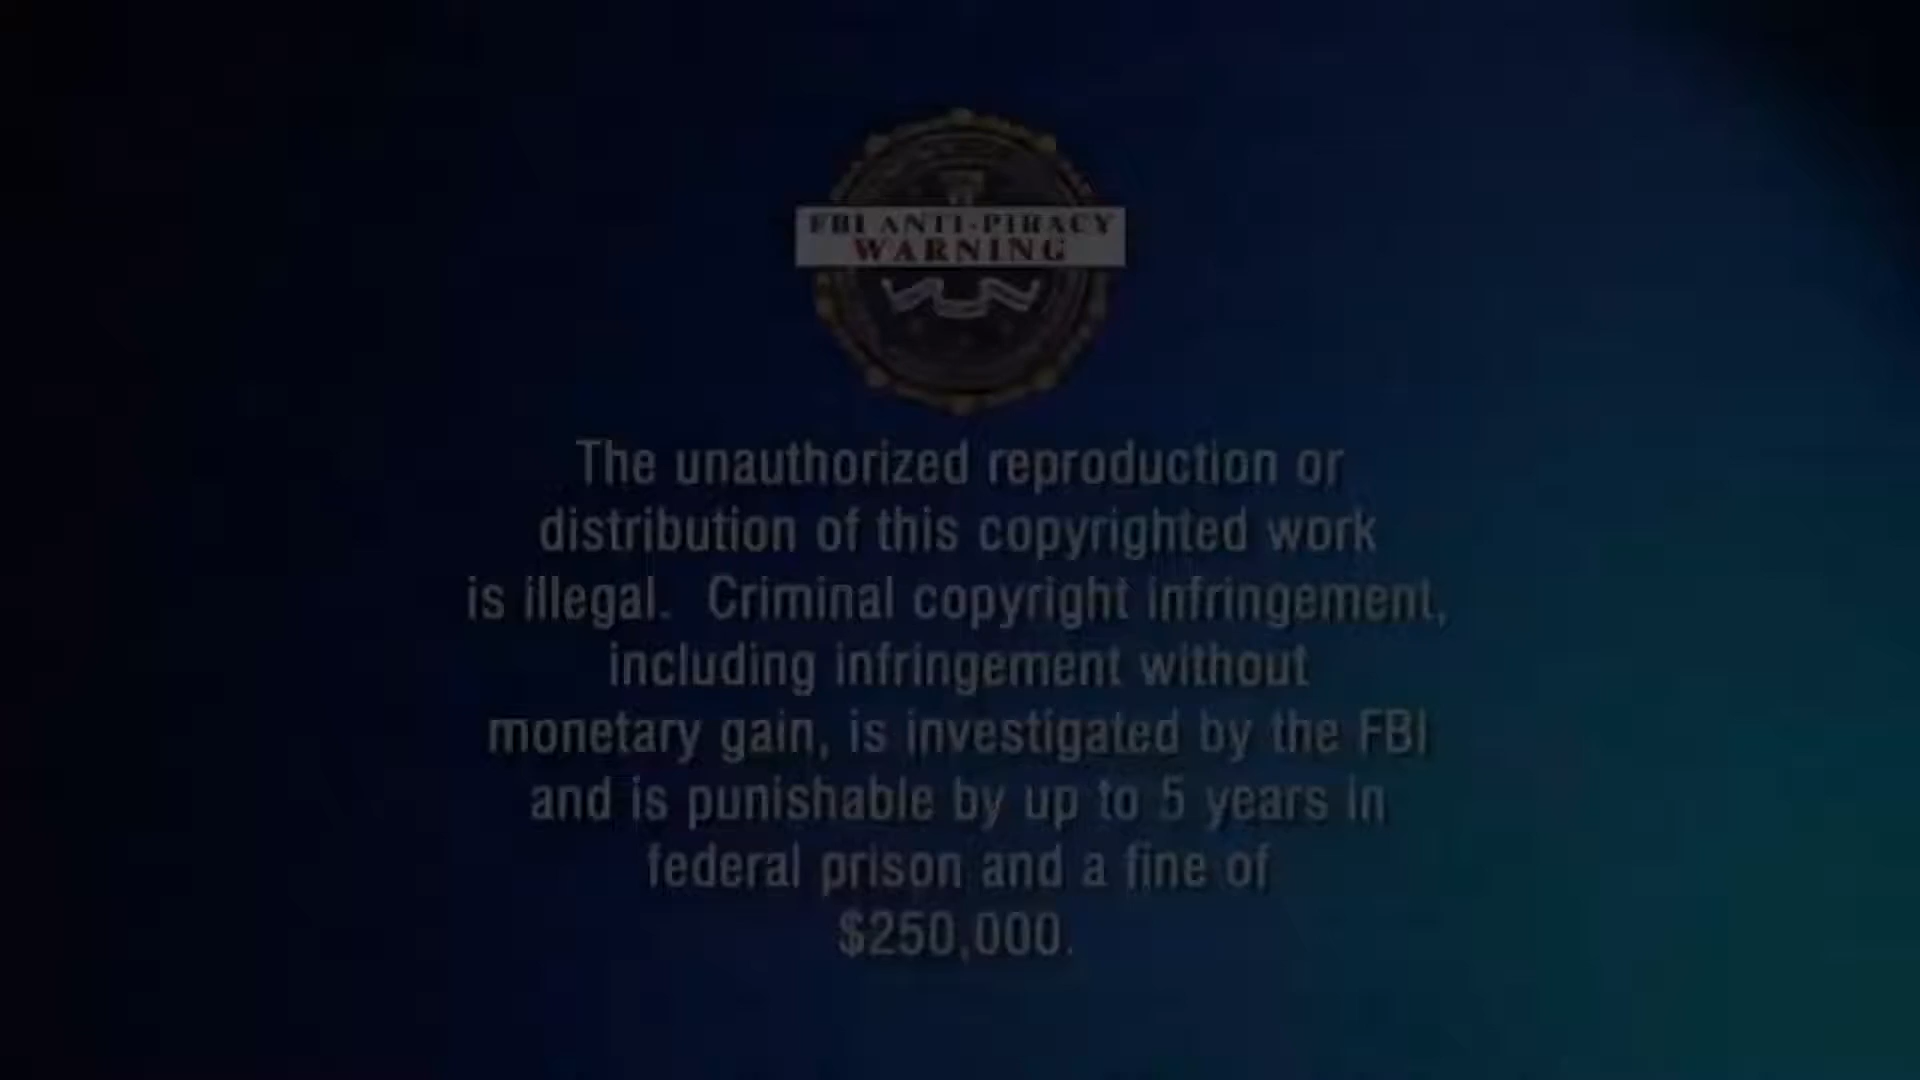 FBI ANTI-PIRACY
WARNING
The unauthorized reproduction or
distribution of this copyrighted work
is illegal.  Criminal copyright infringement,
including infringement without
monetary gain, is investigated by the FBI
and is punishable by up to 5 years in
federal prison and a fine of
$250,000.